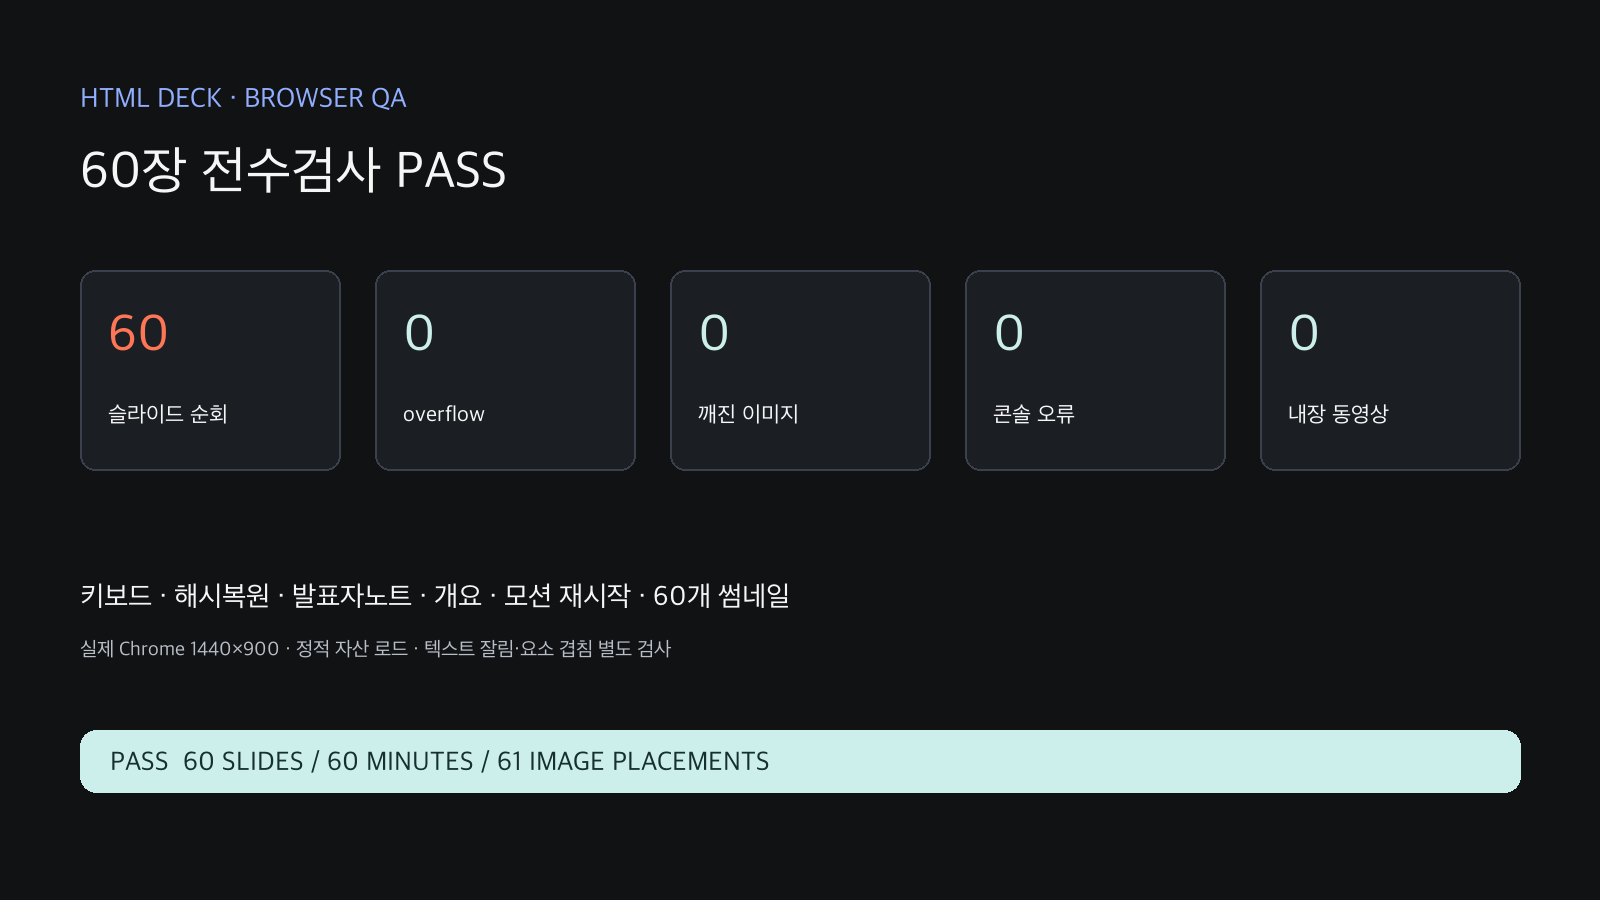 HTML DECK · BROWSER QA
60장 전수검사 PASS
60
슬라이드 순회
0
overflow
0
깨진 이미지
0
콘솔 오류
0
내장 동영상
키보드 · 해시복원 · 발표자노트 · 개요 · 모션 재시작 · 60개 썸네일
실제 Chrome 1440×900 · 정적 자산 로드 · 텍스트 잘림·요소 겹침 별도 검사
PASS  60 SLIDES / 60 MINUTES / 61 IMAGE PLACEMENTS